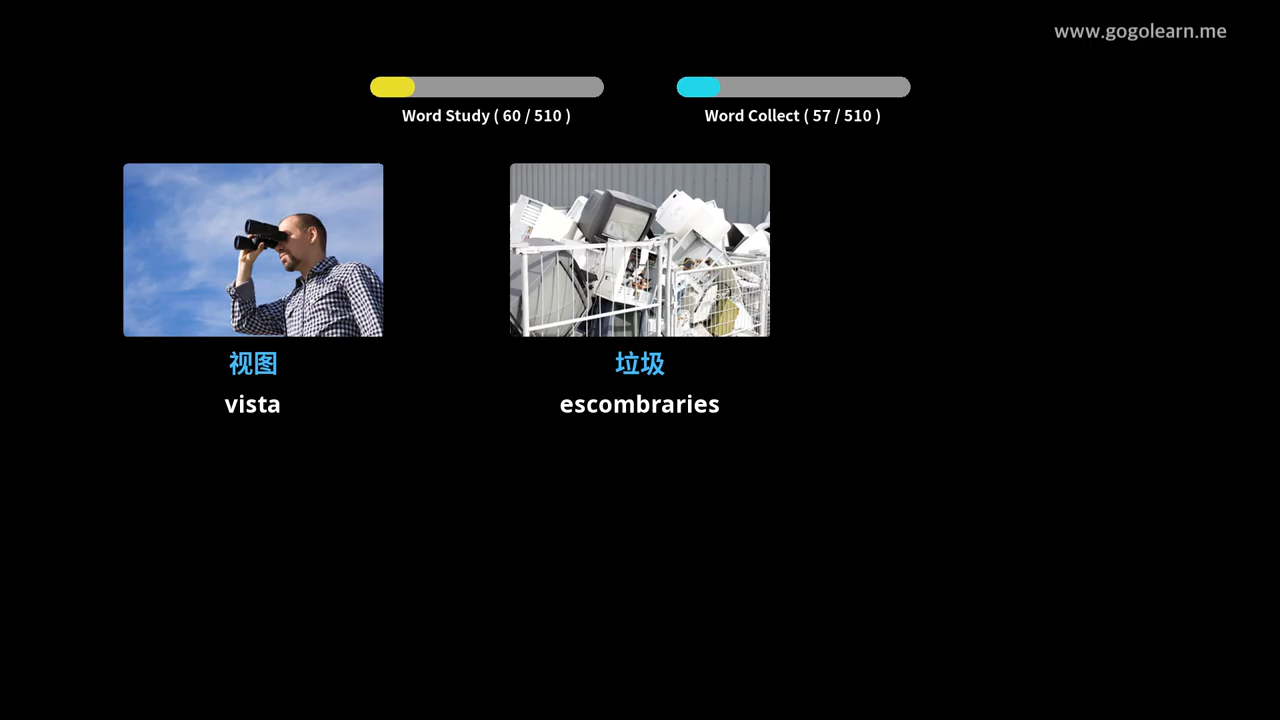 www.gogolearn.me
Word Study ( 60 / 510 )
Word Collect ( 57 / 510 )
视图
vista
垃圾
escombraries